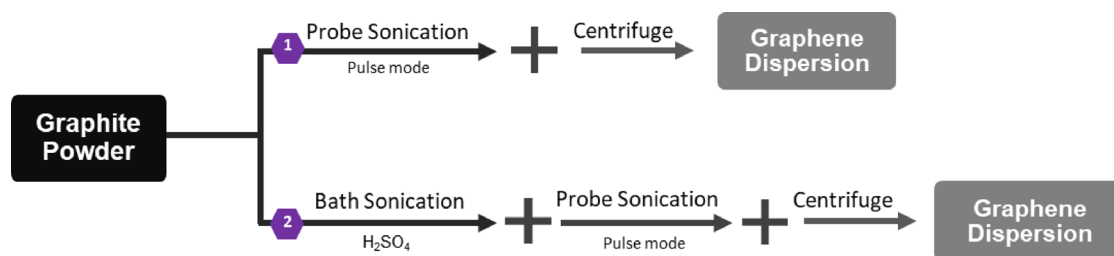 Graphite
Powder
1
Probe Sonication
Pulse mode
+
Centrifuge
Graphene
Dispersion
2
Bath Sonication
H₂SO₄
+
Probe Sonication
Pulse mode
+
Centrifuge
Graphene
Dispersion